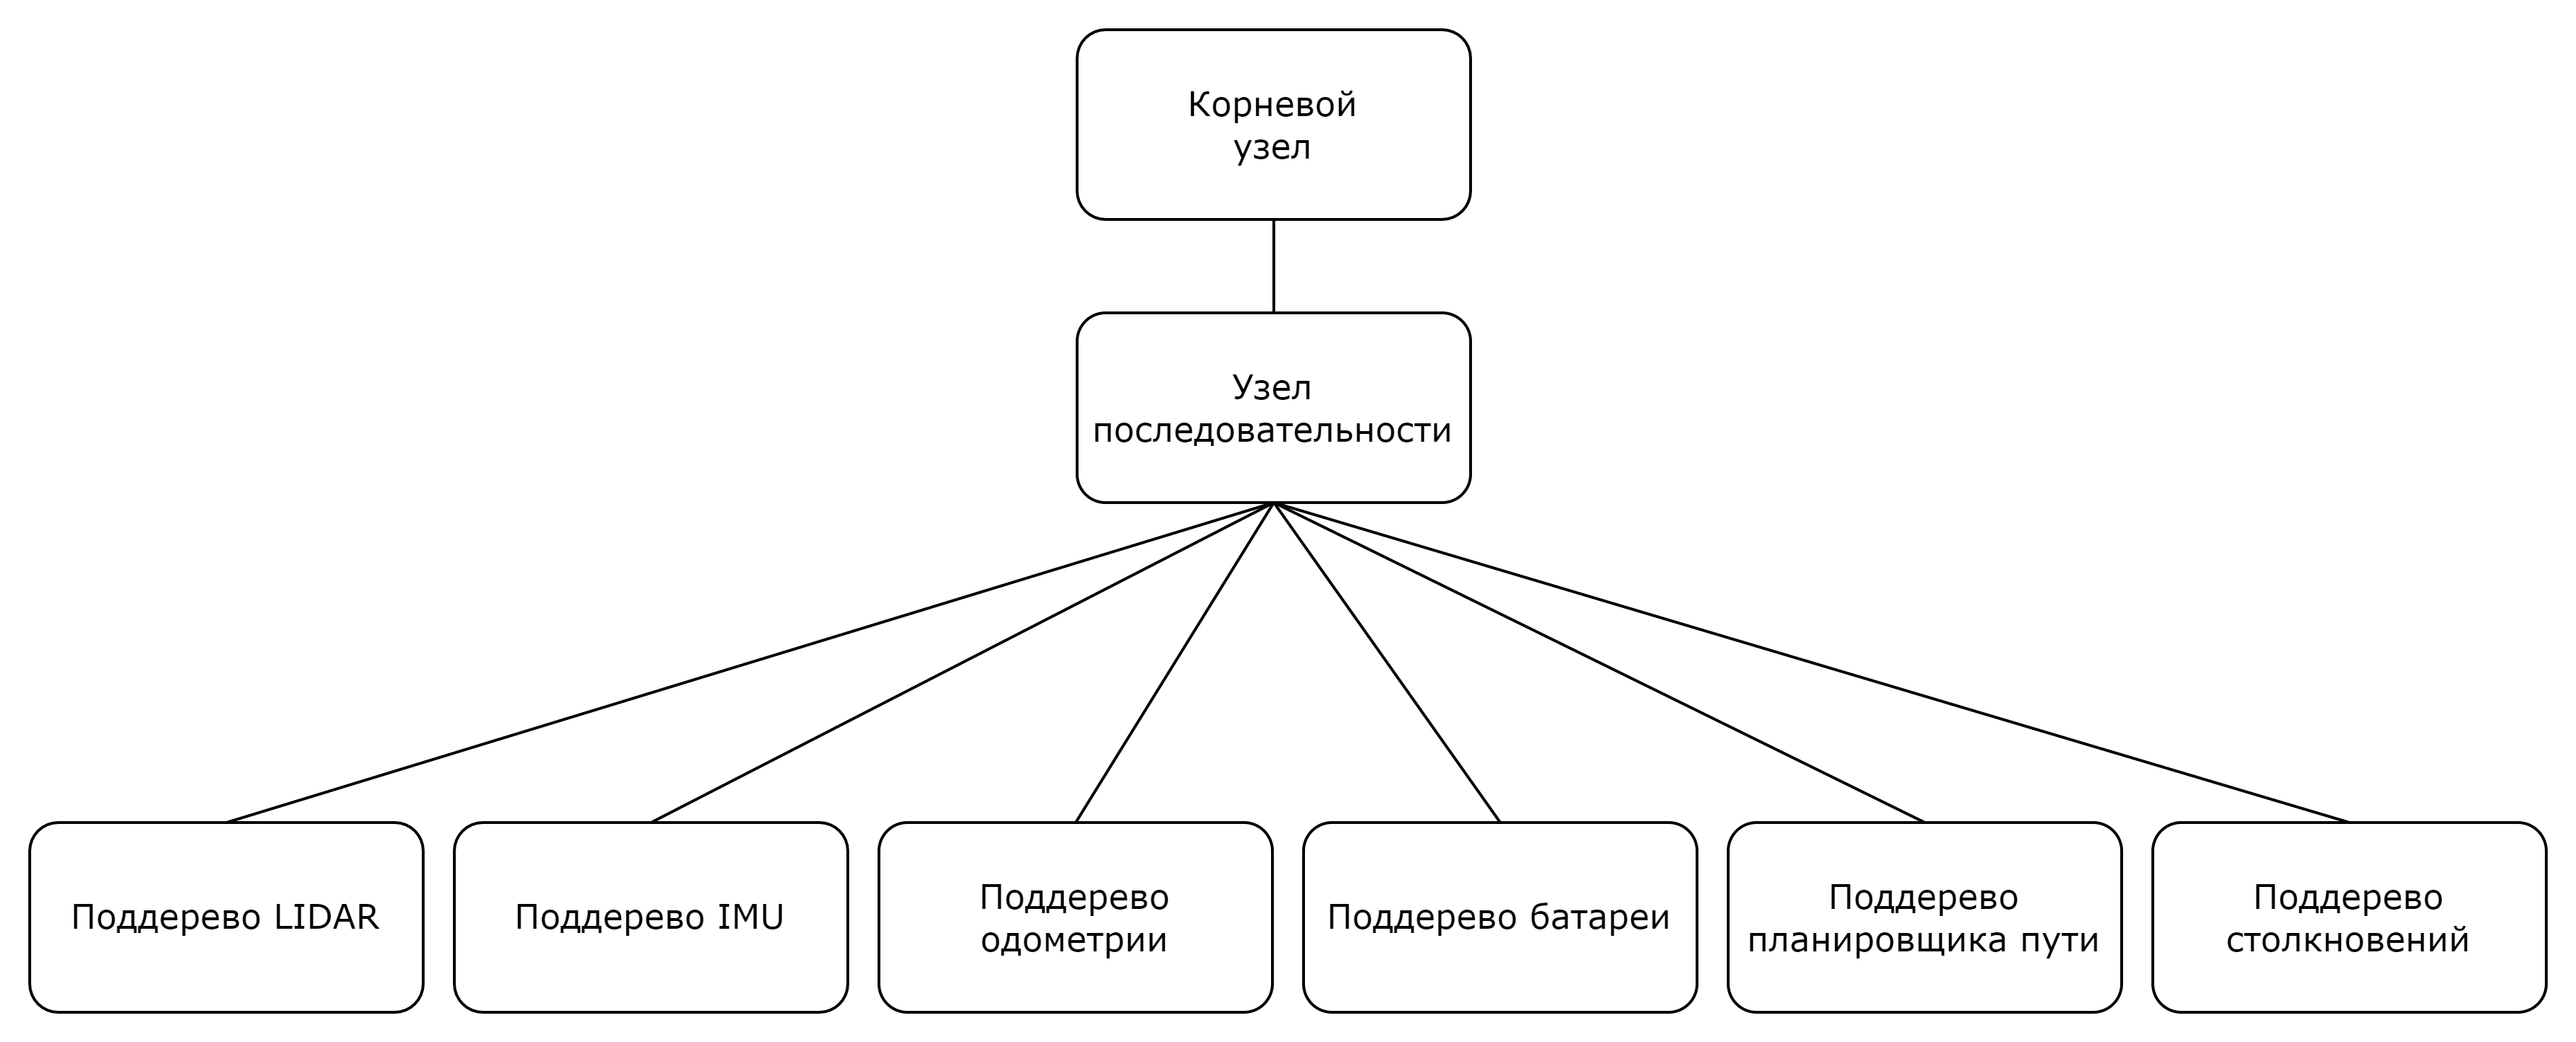 Корневой
узел
Узел
последовательности
Поддерево LIDAR
Поддерево IMU
Поддерево
одометрии
Поддерево батареи
Поддерево
планировщика пути
Поддерево
столкновений